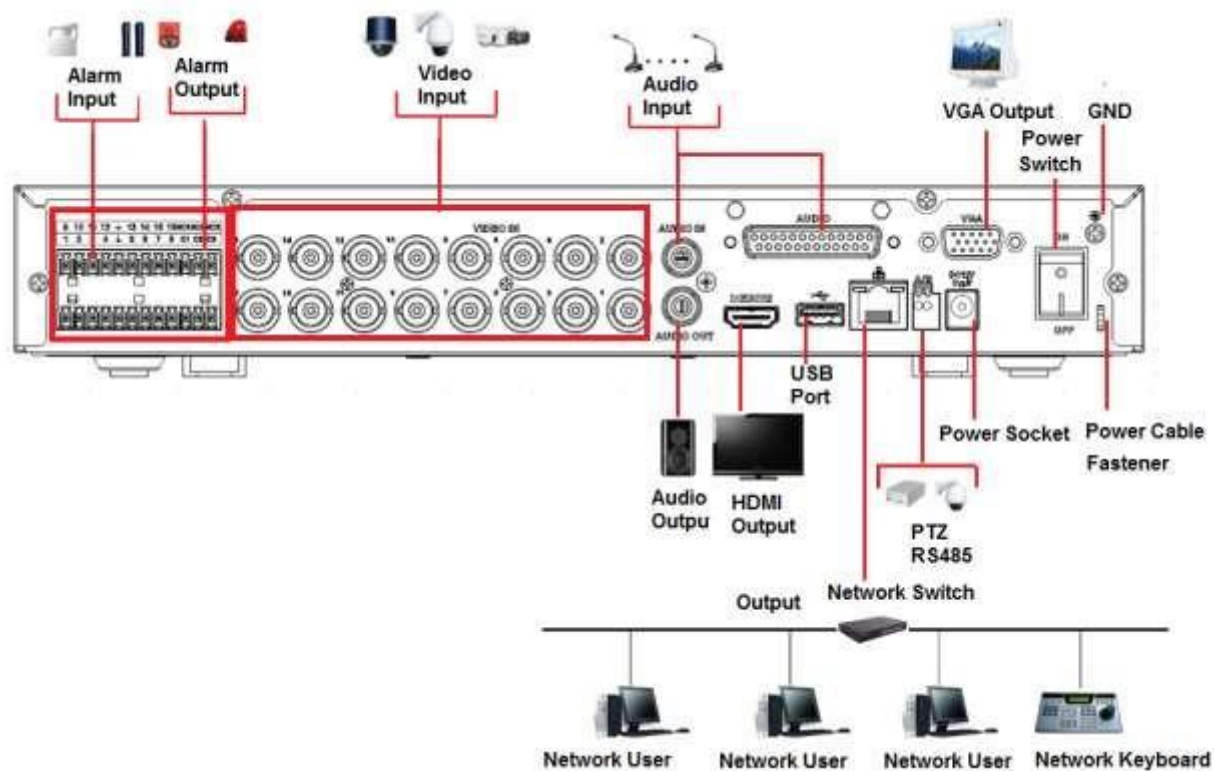 Alarm
Input
Alarm
Output
Video
Input
Audio
Input
VGA Output
GND
Power
Switch
VIDEO IN
AUDIO IN
AUDIO
VGA
AUDIO OUT
OFF
USB
Port
Power Socket
Power Cable
Fastener
Audio
Outpu
HDMI
Output
PTZ
RS485
Network Switch
Output
Network User
Network User
Network User
Network Keyboard